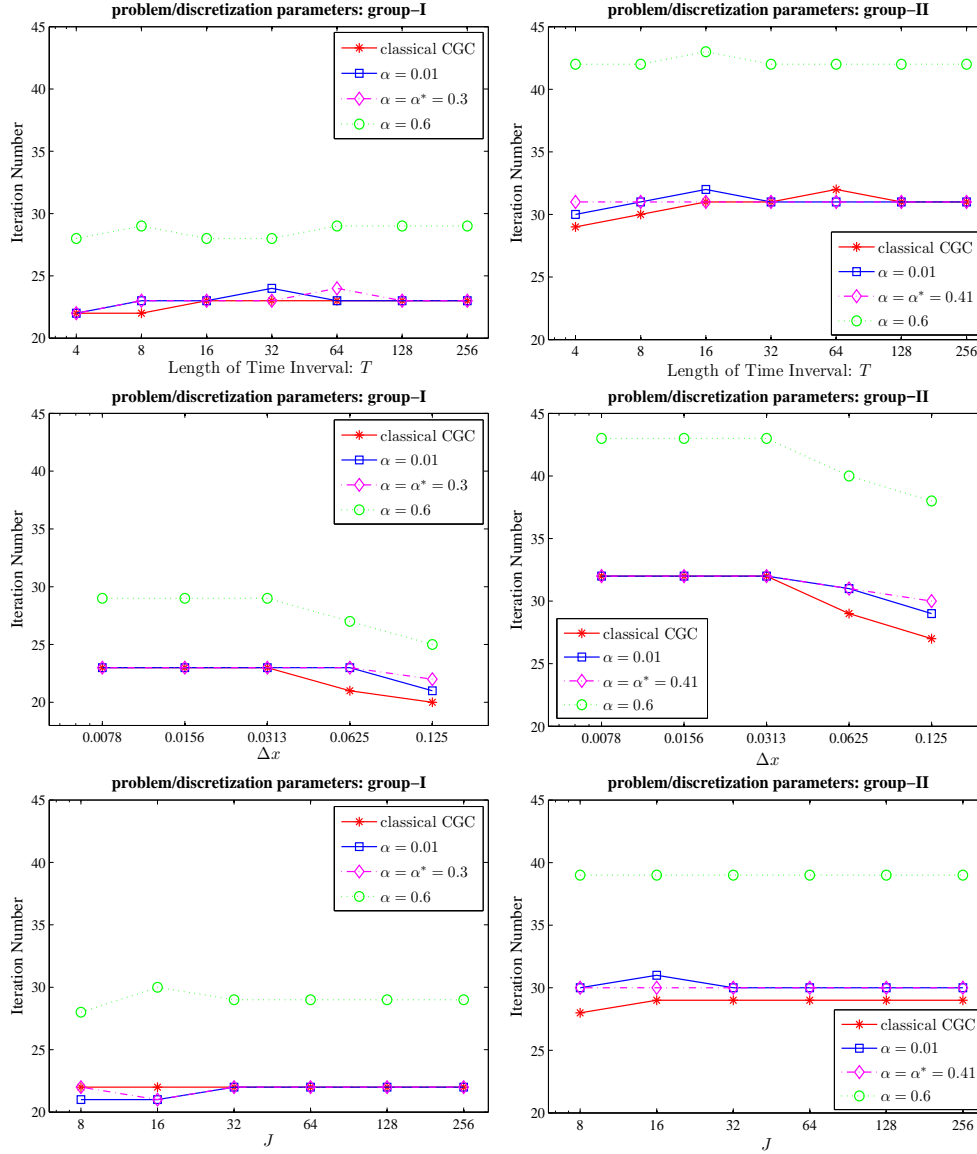 problem/discretization parameters: group-I
45
40
35
30
25
20
Iteration Number
classical CGC
α = 0.01
α = α* = 0.3
α = 0.6
4 8 16 32 64 128 256
Length of Time Inverval: T
problem/discretization parameters: group-II
45
40
35
30
25
20
Iteration Number
classical CGC
α = 0.01
α = α* = 0.41
α = 0.6
4 8 16 32 64 128 256
Length of Time Inverval: T
problem/discretization parameters: group-I
45
40
35
30
25
20
Iteration Number
classical CGC
α = 0.01
α = α* = 0.3
α = 0.6
0.0078 0.0156 0.0313 0.0625 0.125
Δx
problem/discretization parameters: group-II
45
40
35
30
25
20
Iteration Number
classical CGC
α = 0.01
α = α* = 0.41
α = 0.6
0.0078 0.0156 0.0313 0.0625 0.125
Δx
problem/discretization parameters: group-I
45
40
35
30
25
20
Iteration Number
classical CGC
α = 0.01
α = α* = 0.3
α = 0.6
8 16 32 64 128 256
J
problem/discretization parameters: group-II
45
40
35
30
25
20
Iteration Number
classical CGC
α = 0.01
α = α* = 0.41
α = 0.6
8 16 32 64 128 256
J